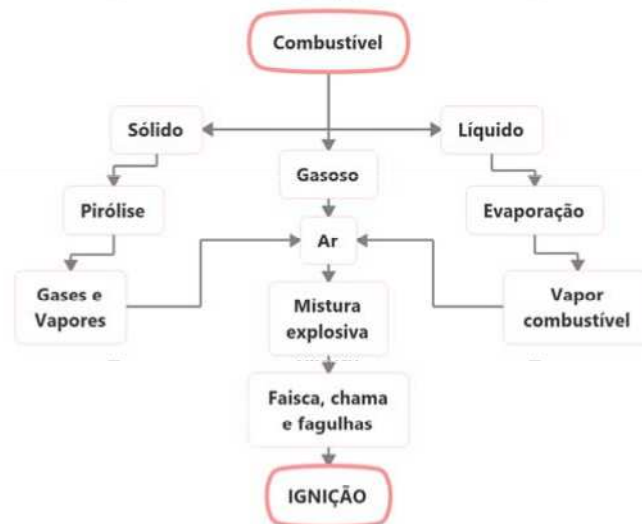 Combustível
Sólido
Líquido
Gasoso
Pirólise
Evaporação
Ar
Gases e
Vapores
Mistura
explosiva
Vapor
combustível
Faisca, chama
e fagulhas
IGNIÇÃO